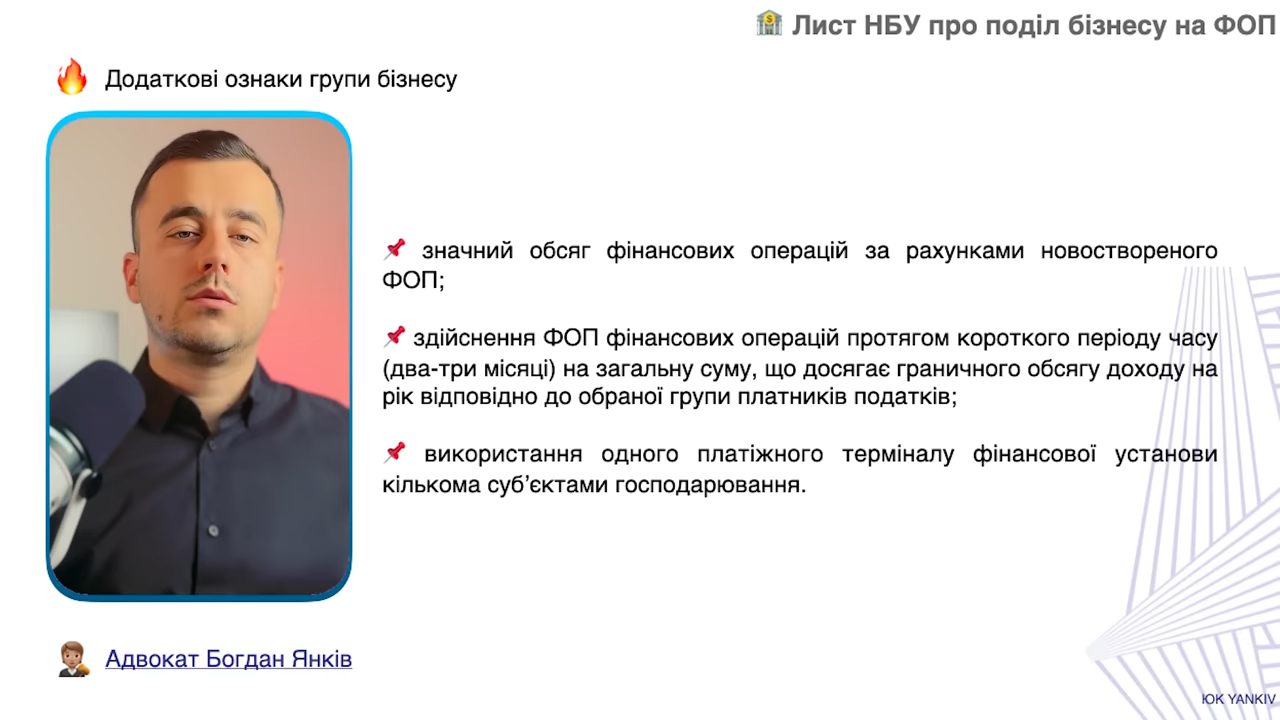 Лист НБУ про поділ бізнесу на ФОП
Додаткові ознаки групи бізнесу
значний обсяг фінансових операцій за рахунками новоствореного
ФОП;
здійснення ФОП фінансових операцій протягом короткого періоду часу
(два-три місяці) на загальну суму, що досягає граничного обсягу доходу на
рік відповідно до обраної групи платників податків;
використання одного платіжного терміналу фінансової установи
кількома суб’єктами господарювання.
Адвокат Богдан Янків
ЮК YANKIV